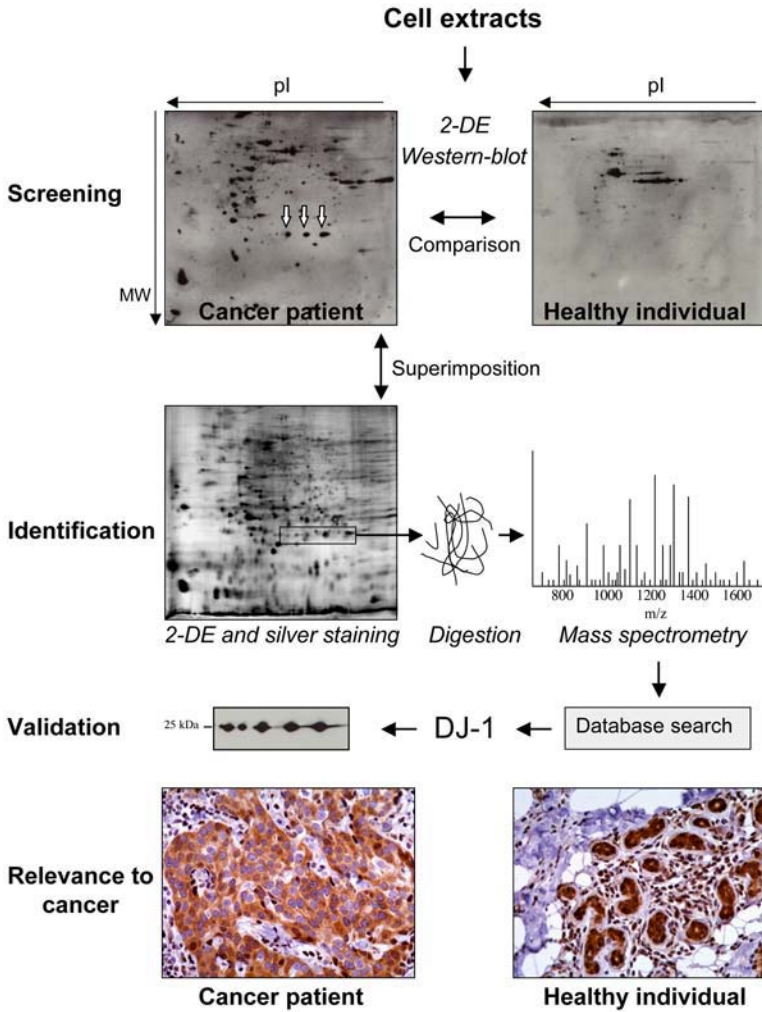 Cell extracts
pI
pI
2-DE
Western-blot
Screening
Comparison
MW
Cancer patient
Healthy individual
Superimposition
Identification
800 1000 1200 1400 1600
m/z
2-DE and silver staining
Digestion
Mass spectrometry
Validation
25 kDa
DJ-1
Database search
Relevance to
cancer
Cancer patient
Healthy individual